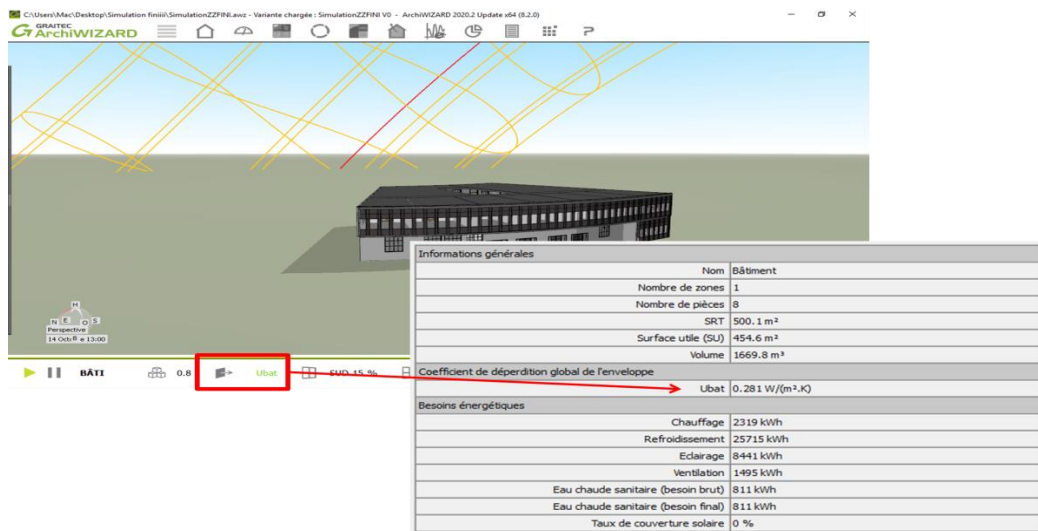 C:\Users\Mac\Desktop\Simulation finiiii\SimulationZZFINI.awz - Variante chargée : SimulationZZFINI V0 - ArchiWIZARD 2020.2 Update x64 (8.2.0)
GRAITEC
ArchiWIZARD
H
N E O S
Perspective
13:00
BÂTI 0.8 Ubat SUD 15 %
Informations générales
Nom Bâtiment
Nombre de zones 1
Nombre de pièces 8
SRT 500.1 m²
Surface utile (SU) 454.6 m²
Volume 1669.8 m³
Coefficient de déperdition global de l'enveloppe
Ubat 0.281 W/(m².K)
Besoins énergétiques
Chauffage 2319 kWh
Refroidissement 25715 kWh
Eclairage 8441 kWh
Ventilation 1495 kWh
Eau chaude sanitaire (besoin brut) 811 kWh
Eau chaude sanitaire (besoin final) 811 kWh
Taux de couverture solaire 0 %